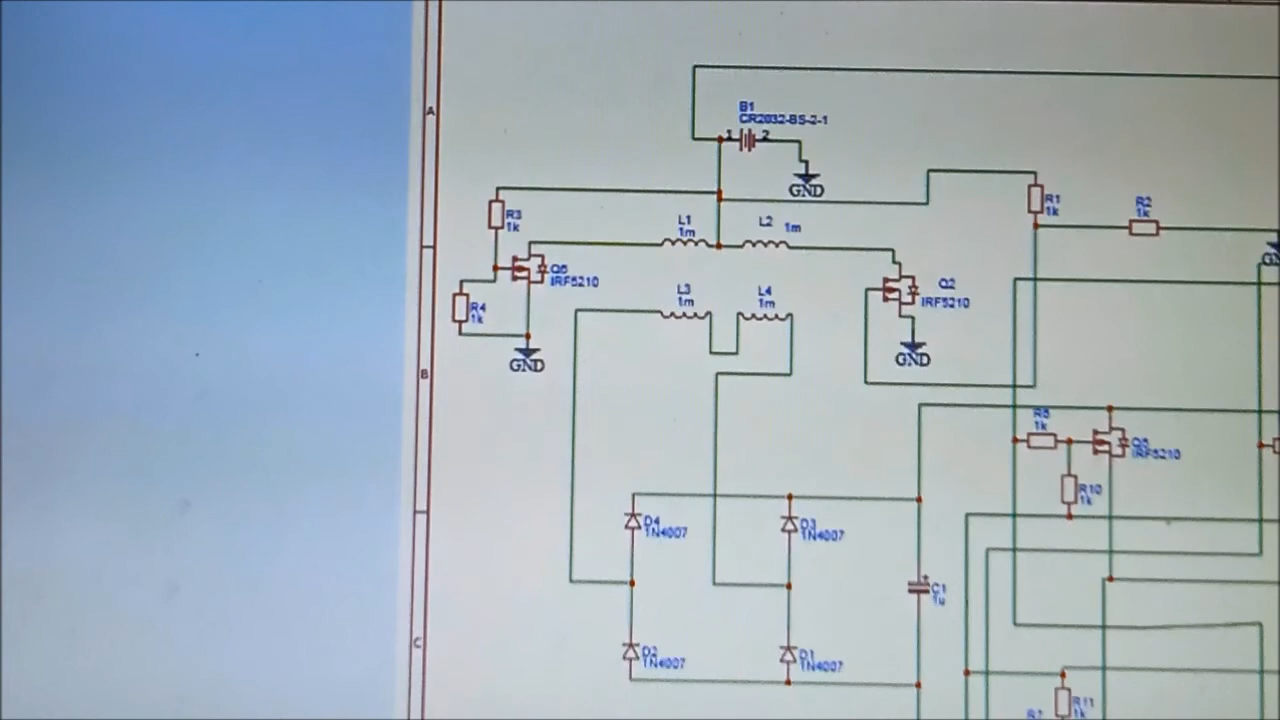 A
B1
CR2032-BS-2-1
1 2
GND
R3
1k
L1
1m
L2 1m
R1
1k
R2
1k
Q6
IRF5210
R4
1k
GND
L3
1m
L4
1m
Q2
IRF5210
GND
B
R8
1k
Q5
IRF5210
R10
1k
D4
1N4007
D3
1N4007
C1
1u
C
D2
1N4007
D1
1N4007
R11
1k